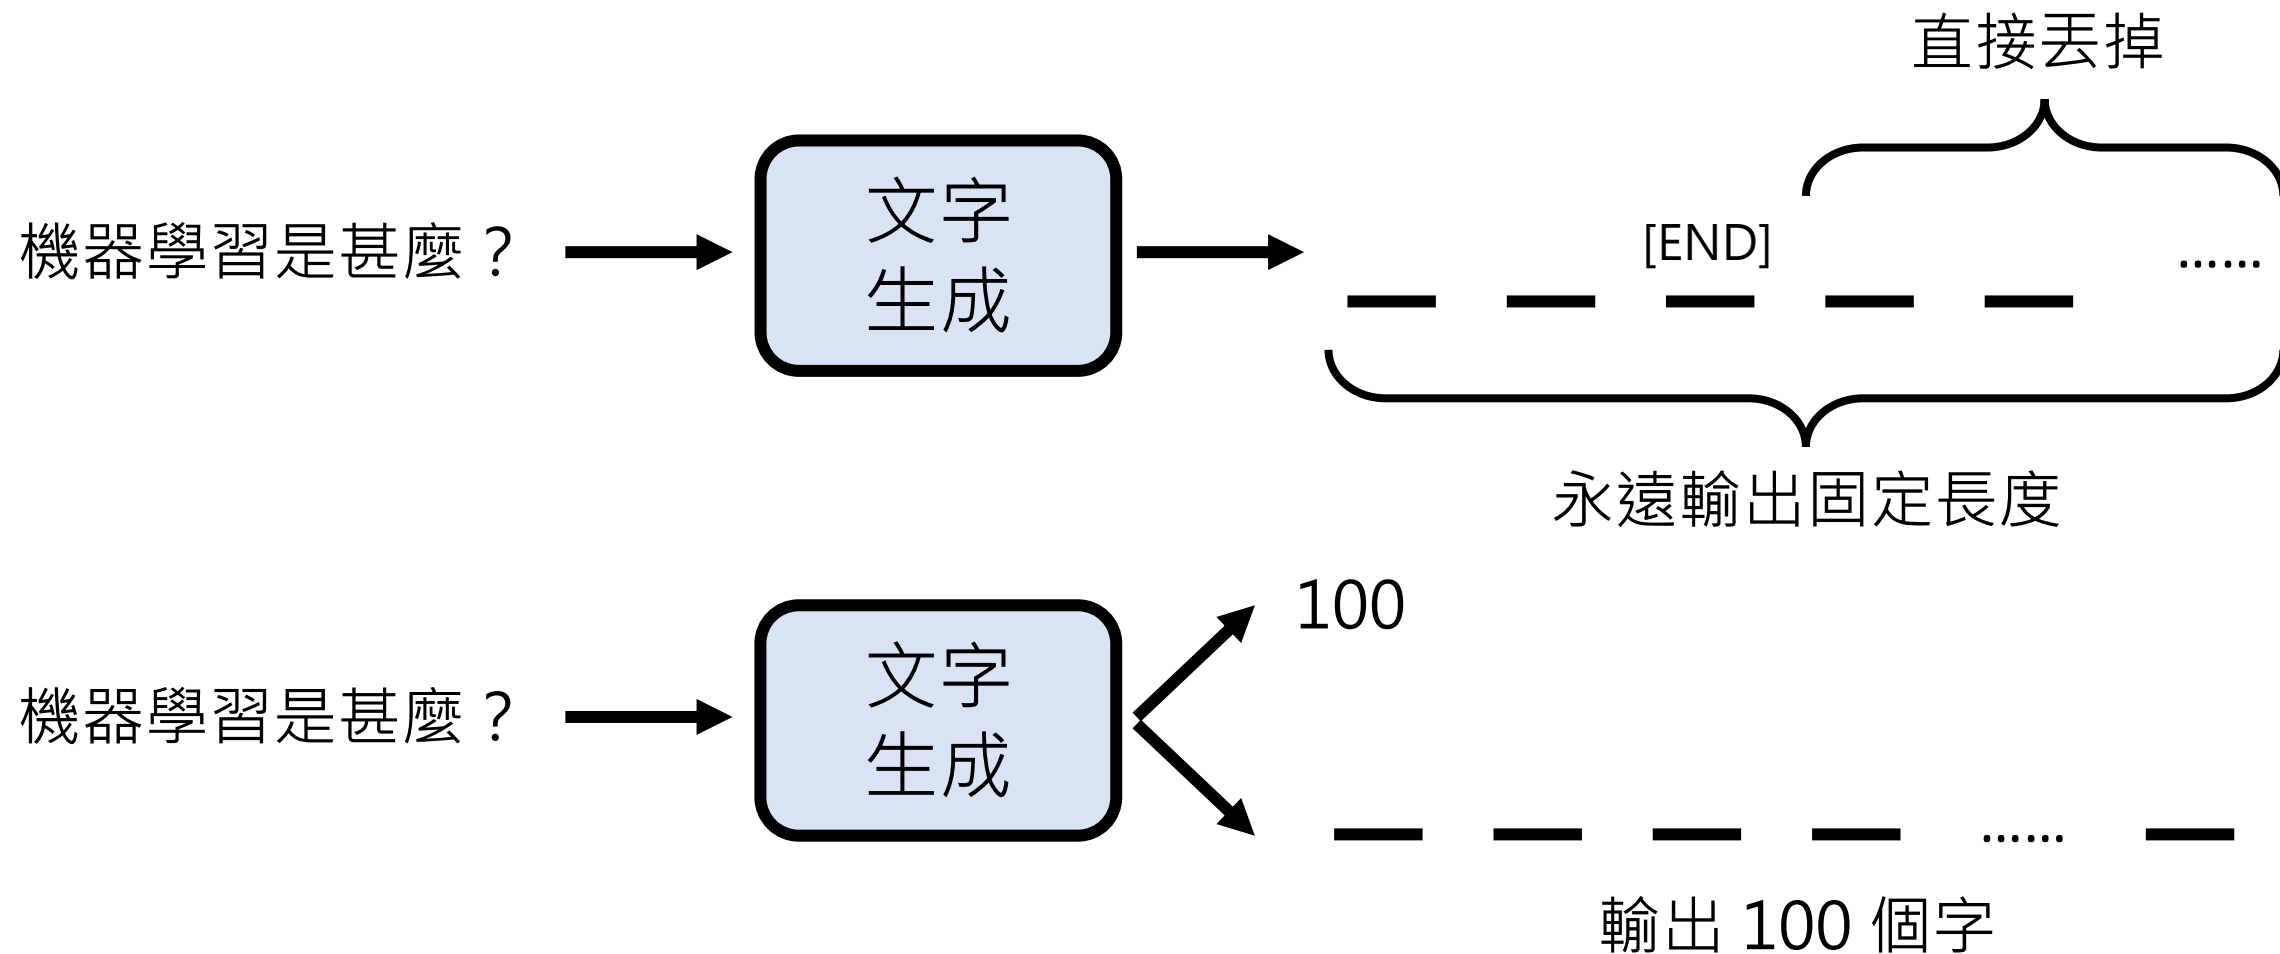 直接丟掉
機器學習是甚麼？
文字
生成
[END]
……
永遠輸出固定長度
100
機器學習是甚麼？
文字
生成
……
輸出 100 個字